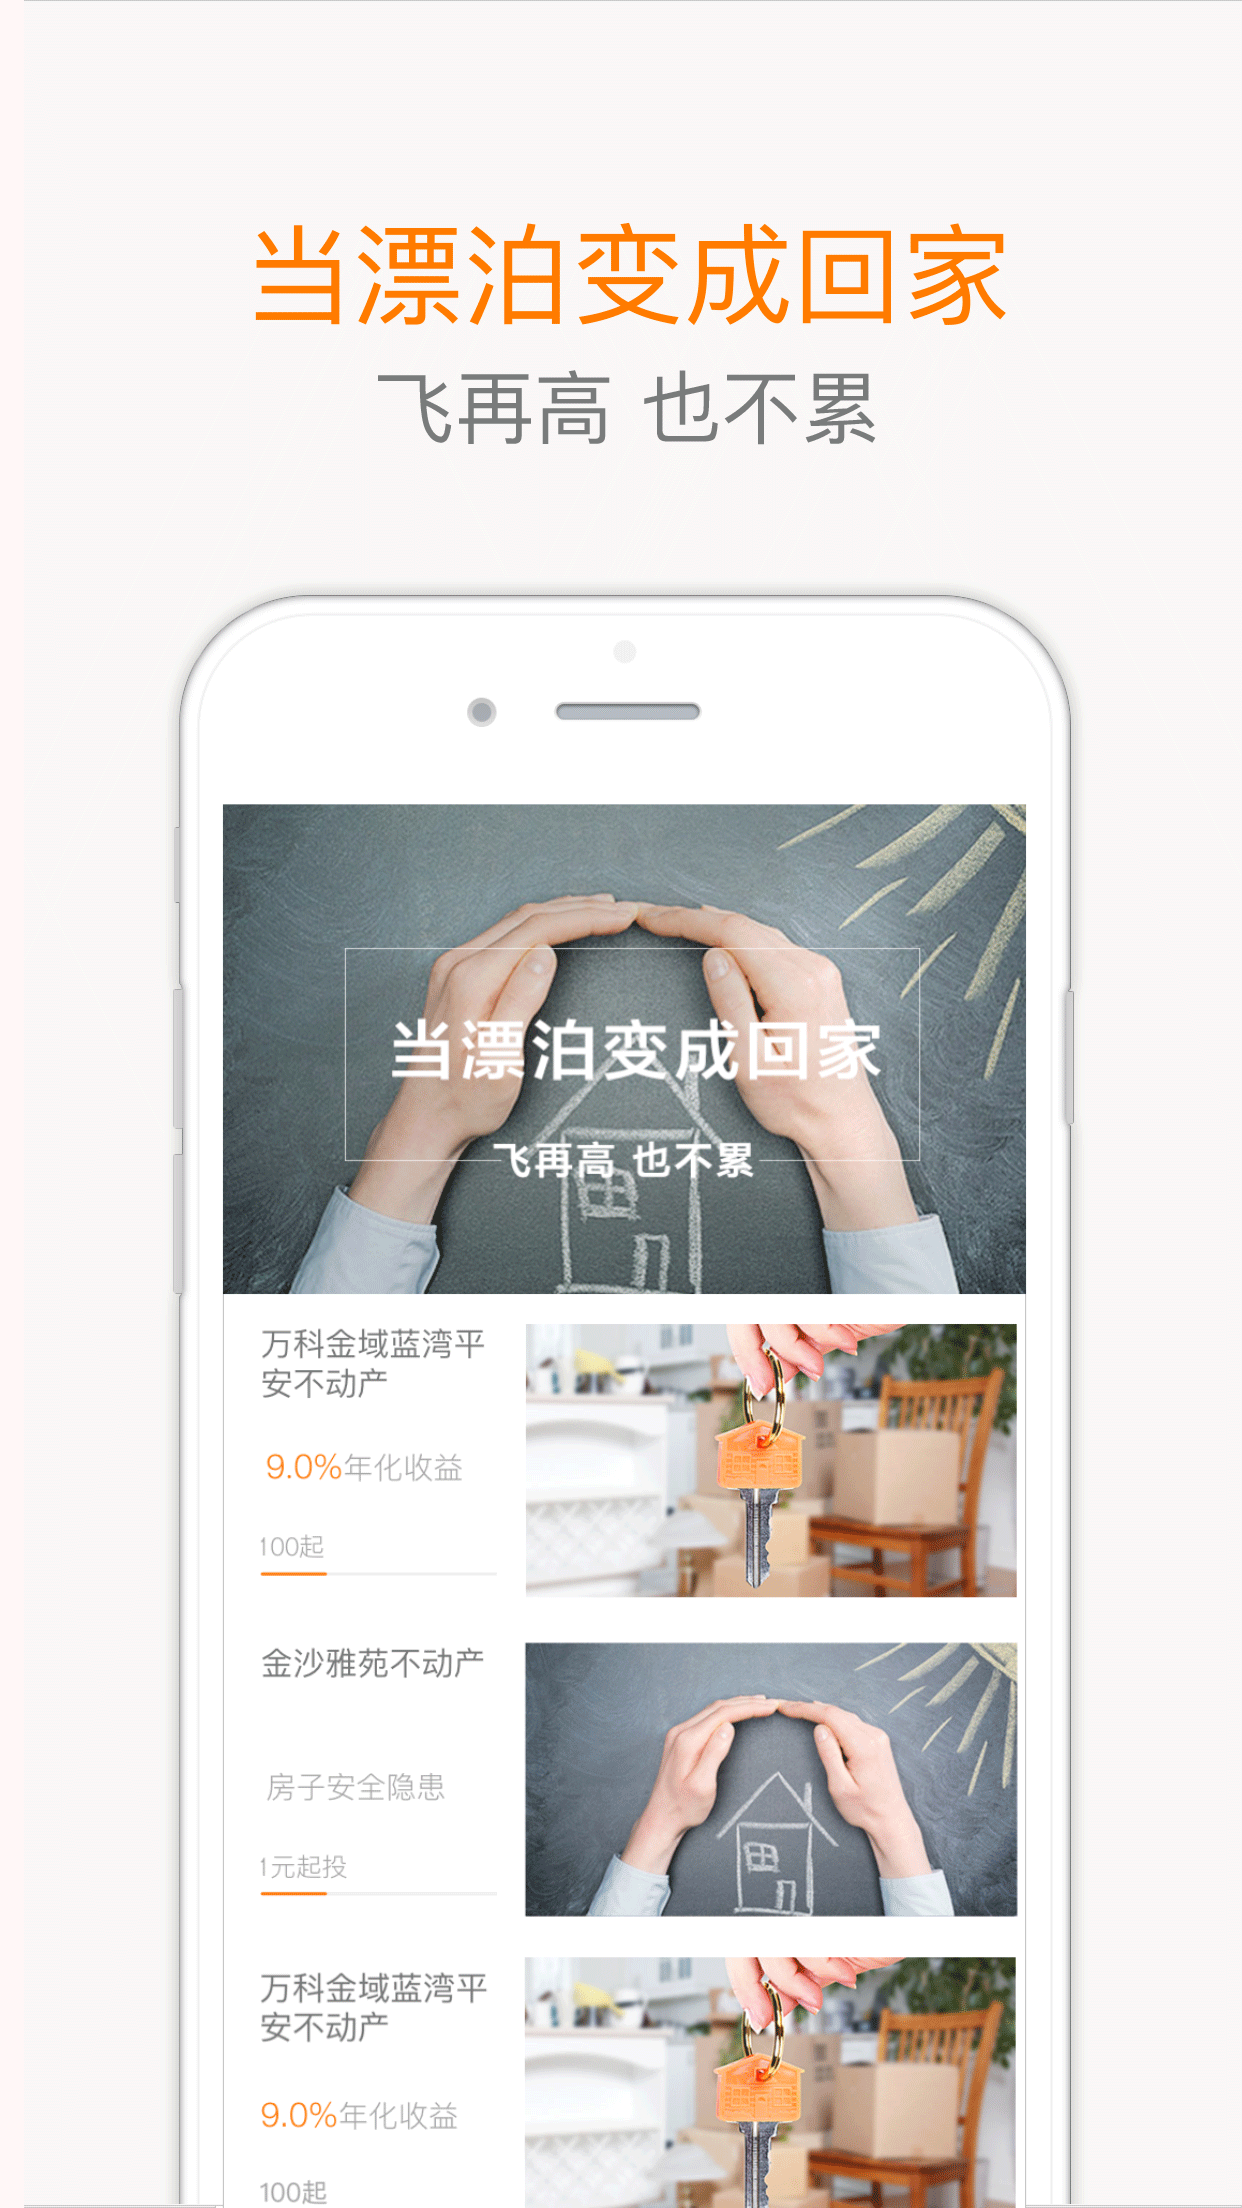 当漂泊变成回家
飞再高 也不累
当漂泊变成回家
飞再高 也不累
万科金域蓝湾平
安不动产
9.0%年化收益
100起
金沙雅苑不动产
房子安全隐患
1元起投
万科金域蓝湾平
安不动产
9.0%年化收益
100起